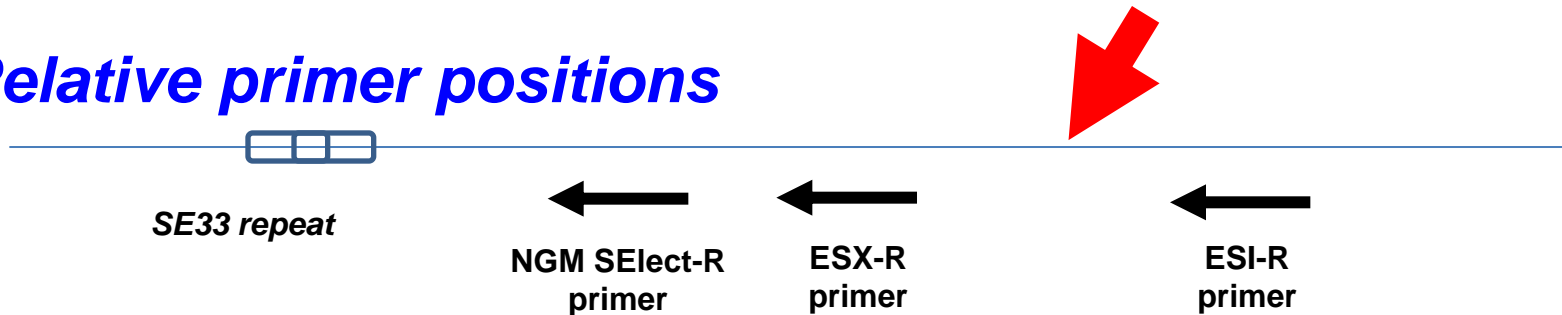 elative primer positions
SE33 repeat
NGM SElect-R
primer
ESX-R
primer
ESI-R
primer